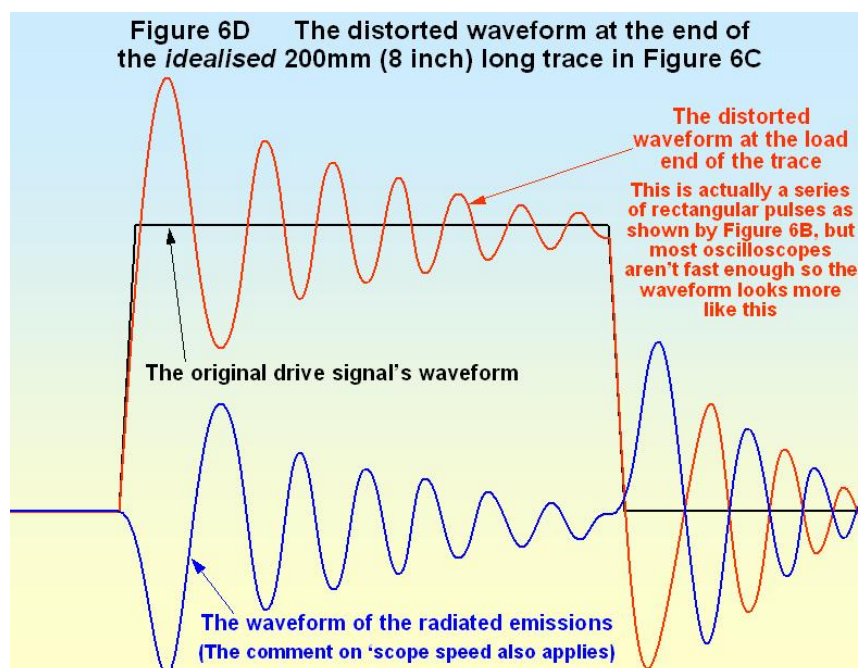 Figure 6D The distorted waveform at the end of
the idealised 200mm (8 inch) long trace in Figure 6C
The distorted
waveform at the load
end of the trace
This is actually a series
of rectangular pulses as
shown by Figure 6B, but
most oscilloscopes
aren't fast enough so the
waveform looks more
like this
The original drive signal's waveform
The waveform of the radiated emissions
(The comment on 'scope speed also applies)